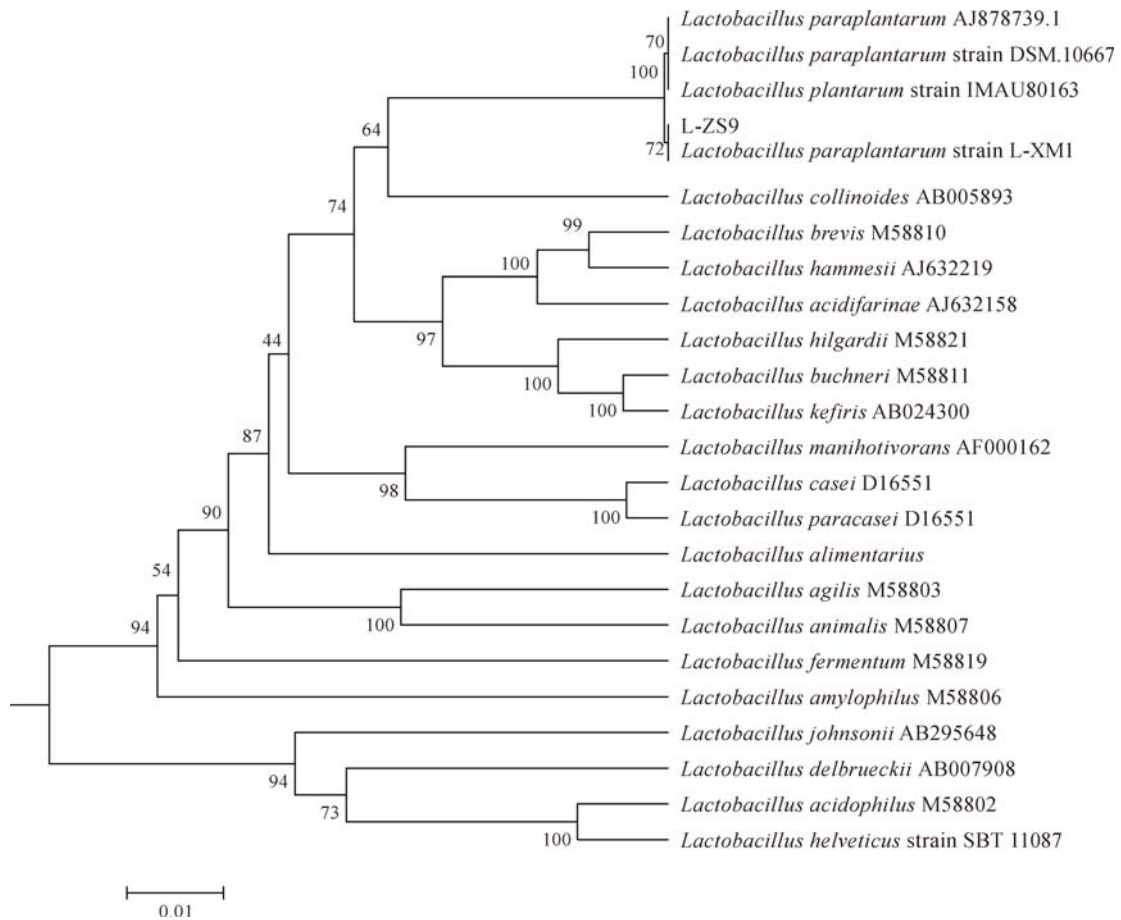 Lactobacillus paraplantarum AJ878739.1
70
Lactobacillus paraplantarum strain DSM.10667
100
Lactobacillus plantarum strain IMAU80163
L-ZS9
64
72
Lactobacillus paraplantarum strain L-XM1
Lactobacillus collinoides AB005893
74
99
Lactobacillus brevis M58810
100
Lactobacillus hammesii AJ632219
Lactobacillus acidifarinae AJ632158
97
44
Lactobacillus hilgardii M58821
100
Lactobacillus buchneri M58811
100
Lactobacillus kefiris AB024300
87
Lactobacillus manihotivorans AF000162
98
Lactobacillus casei D16551
90
100
Lactobacillus paracasei D16551
Lactobacillus alimentarius
54
Lactobacillus agilis M58803
100
Lactobacillus animalis M58807
94
Lactobacillus fermentum M58819
Lactobacillus amylophilus M58806
Lactobacillus johnsonii AB295648
94
Lactobacillus delbrueckii AB007908
73
Lactobacillus acidophilus M58802
100
Lactobacillus helveticus strain SBT 11087
0.01